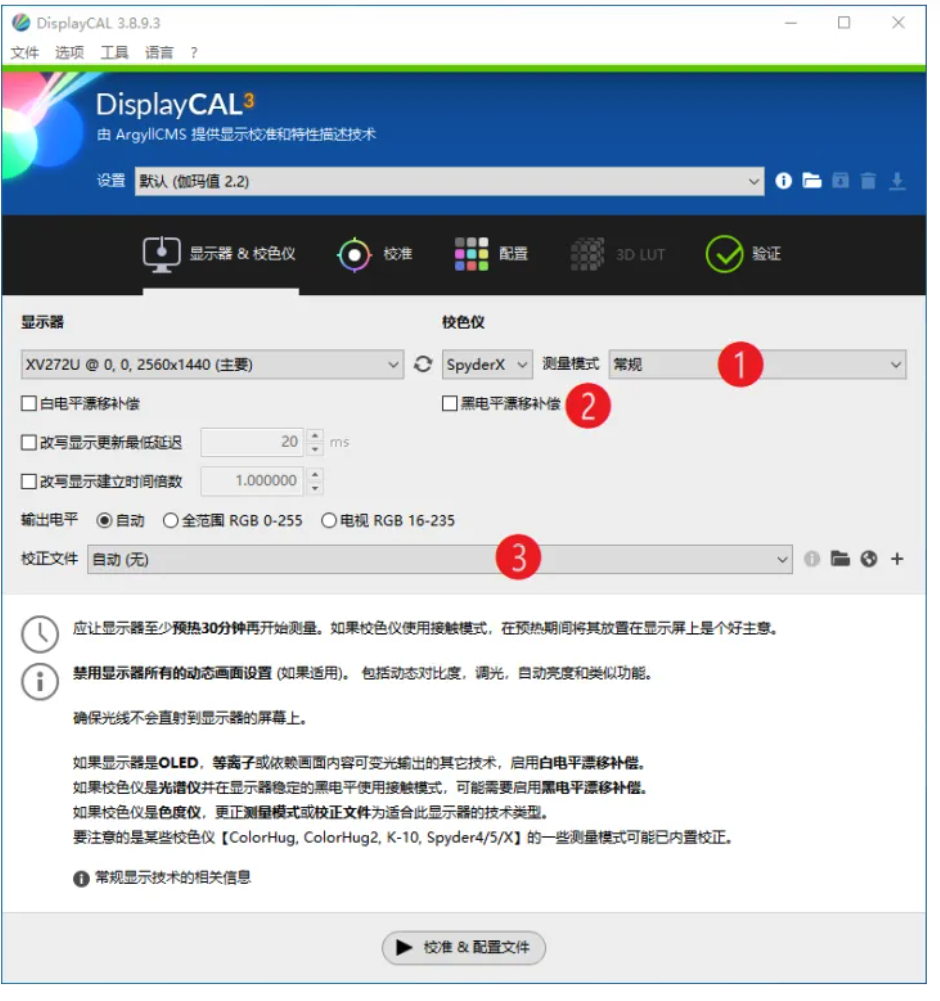 DisplayCAL 3.8.9.3
文件 选项 工具 语言 ?
DisplayCAL3
由 ArgyllCMS 提供显示校准和特性描述技术
设置 默认 (伽玛值 2.2)
显示器 & 校色仪 校准 配置 3D LUT 验证
显示器 校色仪
XV272U @ 0, 0, 2560x1440 (主要) SpyderX 测量模式 常规 1
白电平漂移补偿 黑电平漂移补偿 2
改写显示更新最低延迟 20 ms
改写显示建立时间倍数 1.000000
输出电平 自动 全范围 RGB 0-255 电视 RGB 16-235
校正文件 自动 (无) 3
应让显示器至少预热30分钟再开始测量。如果校色仪使用接触模式，在预热期间将其放置在显示屏上是个好主意。
禁用显示器所有的动态画面设置 (如果适用)。 包括动态对比度，调光，自动亮度和类似功能。
确保光线不会直射到显示器的屏幕上。
如果显示器是OLED，等离子或依赖画面内容可变光输出的其它技术，启用白电平漂移补偿。
如果校色仪是光谱仪并在显示器稳定的黑电平使用接触模式，可能需要启用黑电平漂移补偿。
如果校色仪是色度仪，更正测量模式或校正文件为适合此显示器的技术类型。
要注意的是某些校色仪【ColorHug, ColorHug2, K-10, Spyder4/5/X】的一些测量模式可能已内置校正。
常规显示技术的相关信息
校准 & 配置文件